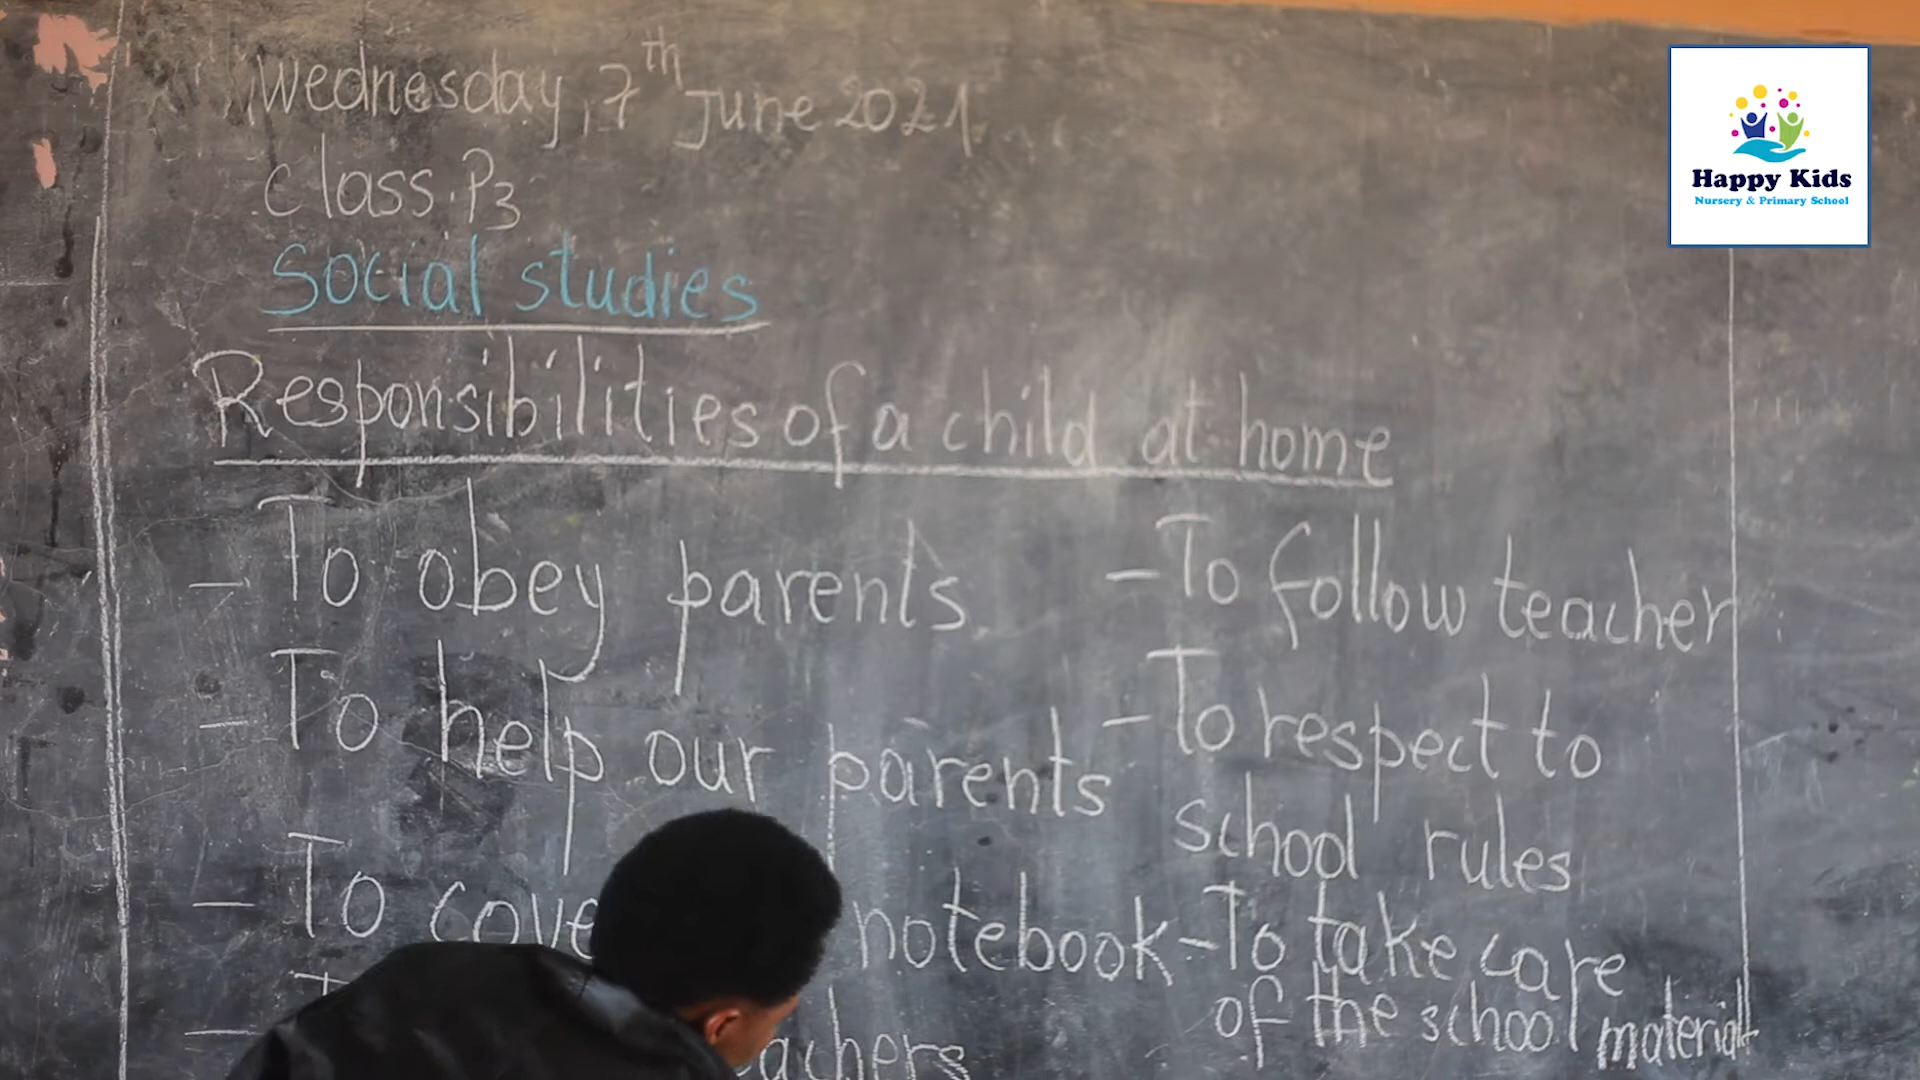 Wednesday, 7th June 2021
Class. P3
Social studies
Responsibilities of a child at home
- To obey parents.
- To help our parents
- To cove notebook
- achers
- To follow teacher
- To respect to
school rules
- To take care
of the school materials
Happy Kids
Nursery & Primary School